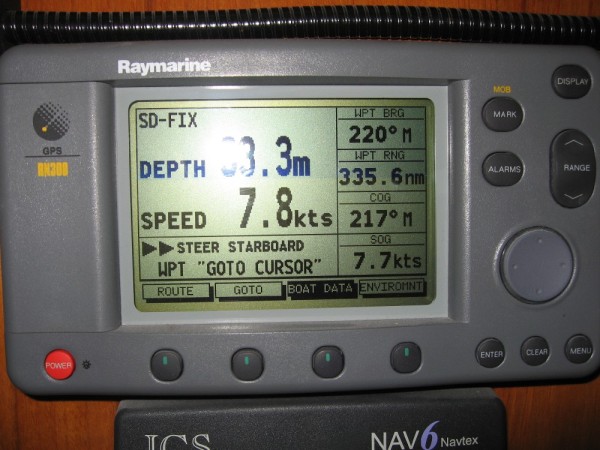 Raymarine
GPS
RN300
SD-FIX
DEPTH
SPEED 7.8kts
STEER STARBOARD
WPT "GOTO CURSOR"
WPT BRG
220° M
WPT RNG
335.6nm
COG
217° M
SOG
7.7kts
ROUTE GOTO BOAT DATA ENVIROMNT
MOB
MARK
DISPLAY
ALARMS
RANGE
POWER
ENTER CLEAR MENU
ICS NAV6 Navtex